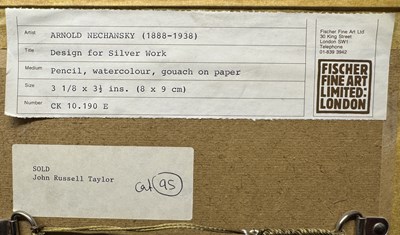 Artist ARNOLD NECHANSKY (1888-1938)
Title Design for Silver Work
Medium Pencil, watercolour, gouach on paper
Size 3 1/8 x 3½ ins. (8 x 9 cm)
Number CK 10.190 E
Fischer Fine Art Ltd
30 King Street
London SW1
Telephone
01-839 3942
FISCHER
FINE ART
LIMITED:
LONDON
SOLD
John Russell Taylor
cat 95